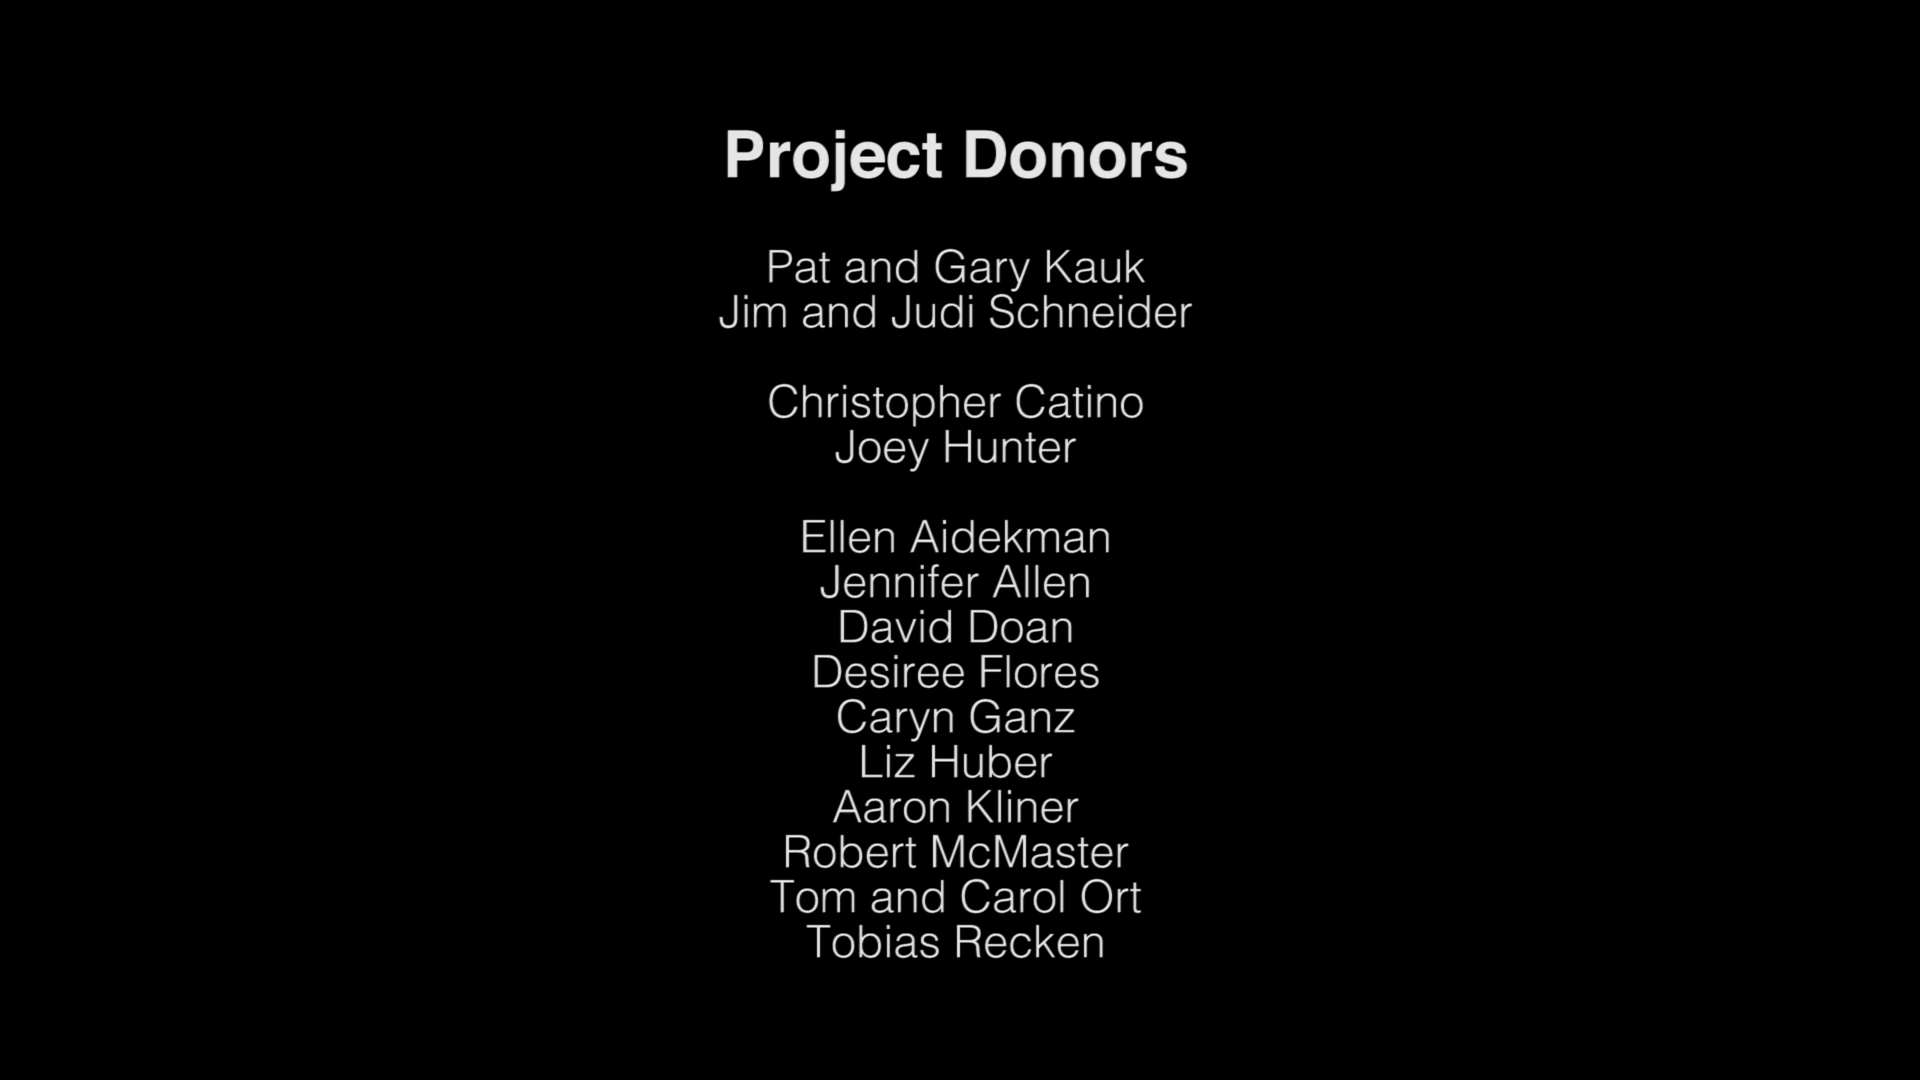 Project Donors
Pat and Gary Kauk
Jim and Judi Schneider
Christopher Catino
Joey Hunter
Ellen Aidekman
Jennifer Allen
David Doan
Desiree Flores
Caryn Ganz
Liz Huber
Aaron Kliner
Robert McMaster
Tom and Carol Ort
Tobias Recken